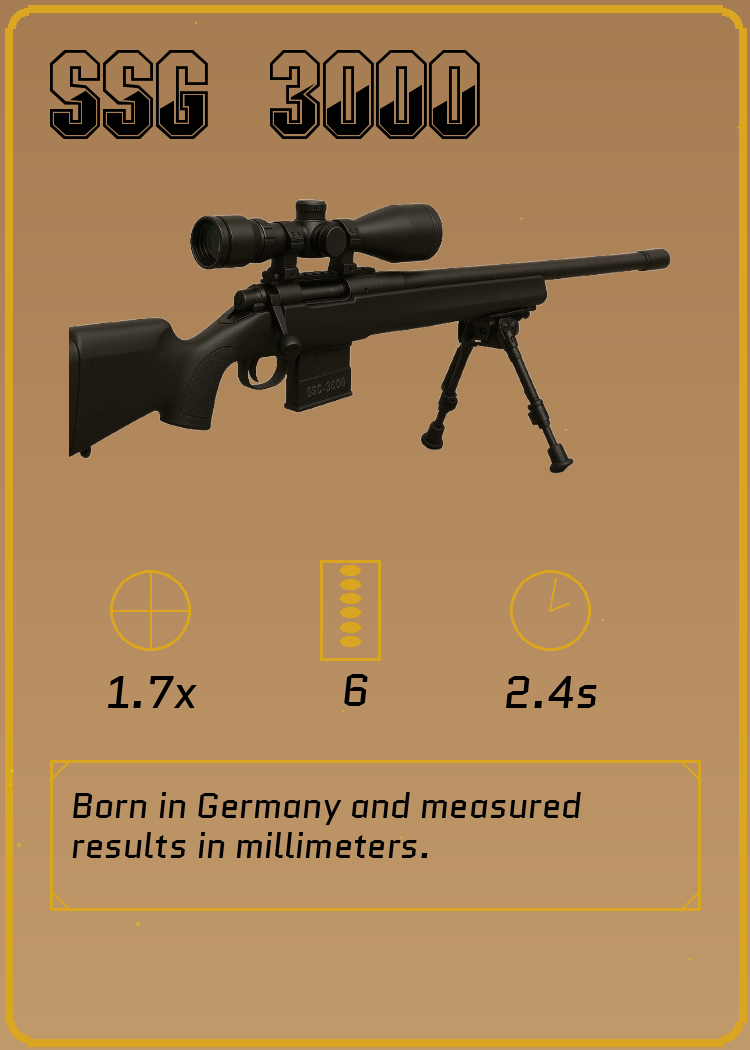 SSG 3000
SSG-3000
1.7x
6
2.4s
Born in Germany and measured
results in millimeters.